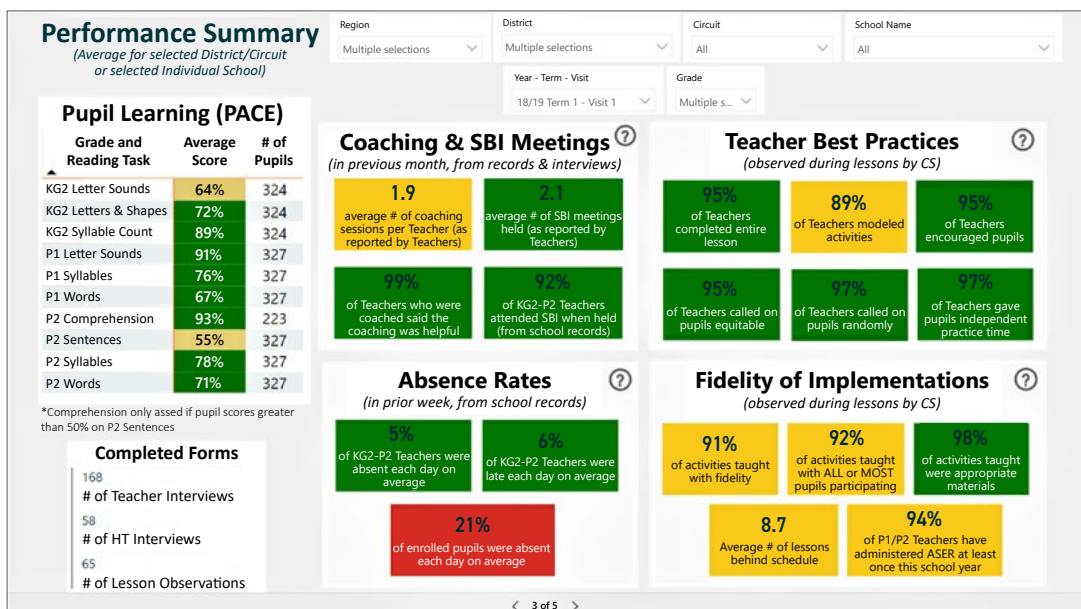 Performance Summary
(Average for selected District/Circuit
or selected Individual School)
Region
Multiple selections
District
Multiple selections
Circuit
All
School Name
All
Year - Term - Visit
18/19 Term 1 - Visit 1
Grade
Multiple s...
Pupil Learning (PACE)
Grade and Reading Task Average Score # of Pupils
KG2 Letter Sounds 64% 324
KG2 Letters & Shapes 72% 324
KG2 Syllable Count 89% 324
P1 Letter Sounds 91% 327
P1 Syllables 76% 327
P1 Words 67% 327
P2 Comprehension 93% 223
P2 Sentences 55% 327
P2 Syllables 78% 327
P2 Words 71% 327
*Comprehension only assed if pupil scores greater
than 50% on P2 Sentences
Completed Forms
168
# of Teacher Interviews
58
# of HT Interviews
65
# of Lesson Observations
Coaching & SBI Meetings ?
(in previous month, from records & interviews)
1.9
average # of coaching
sessions per Teacher (as
reported by Teachers)
2.1
average # of SBI meetings
held (as reported by
Teachers)
99%
of Teachers who were
coached said the
coaching was helpful
92%
of KG2-P2 Teachers
attended SBI when held
(from school records)
Teacher Best Practices ?
(observed during lessons by CS)
95%
of Teachers
completed entire
lesson
89%
of Teachers modeled
activities
95%
of Teachers
encouraged pupils
95%
of Teachers called on
pupils equitable
97%
of Teachers called on
pupils randomly
97%
of Teachers gave
pupils independent
practice time
Absence Rates ?
(in prior week, from school records)
5%
of KG2-P2 Teachers were
absent each day on
average
6%
of KG2-P2 Teachers were
late each day on average
21%
of enrolled pupils were absent
each day on average
Fidelity of Implementations ?
(observed during lessons by CS)
91%
of activities taught
with fidelity
92%
of activities taught
with ALL or MOST
pupils participating
98%
of activities taught
were appropriate
materials
8.7
Average # of lessons
behind schedule
94%
of P1/P2 Teachers have
administered ASER at least
once this school year
< 3 of 5 >